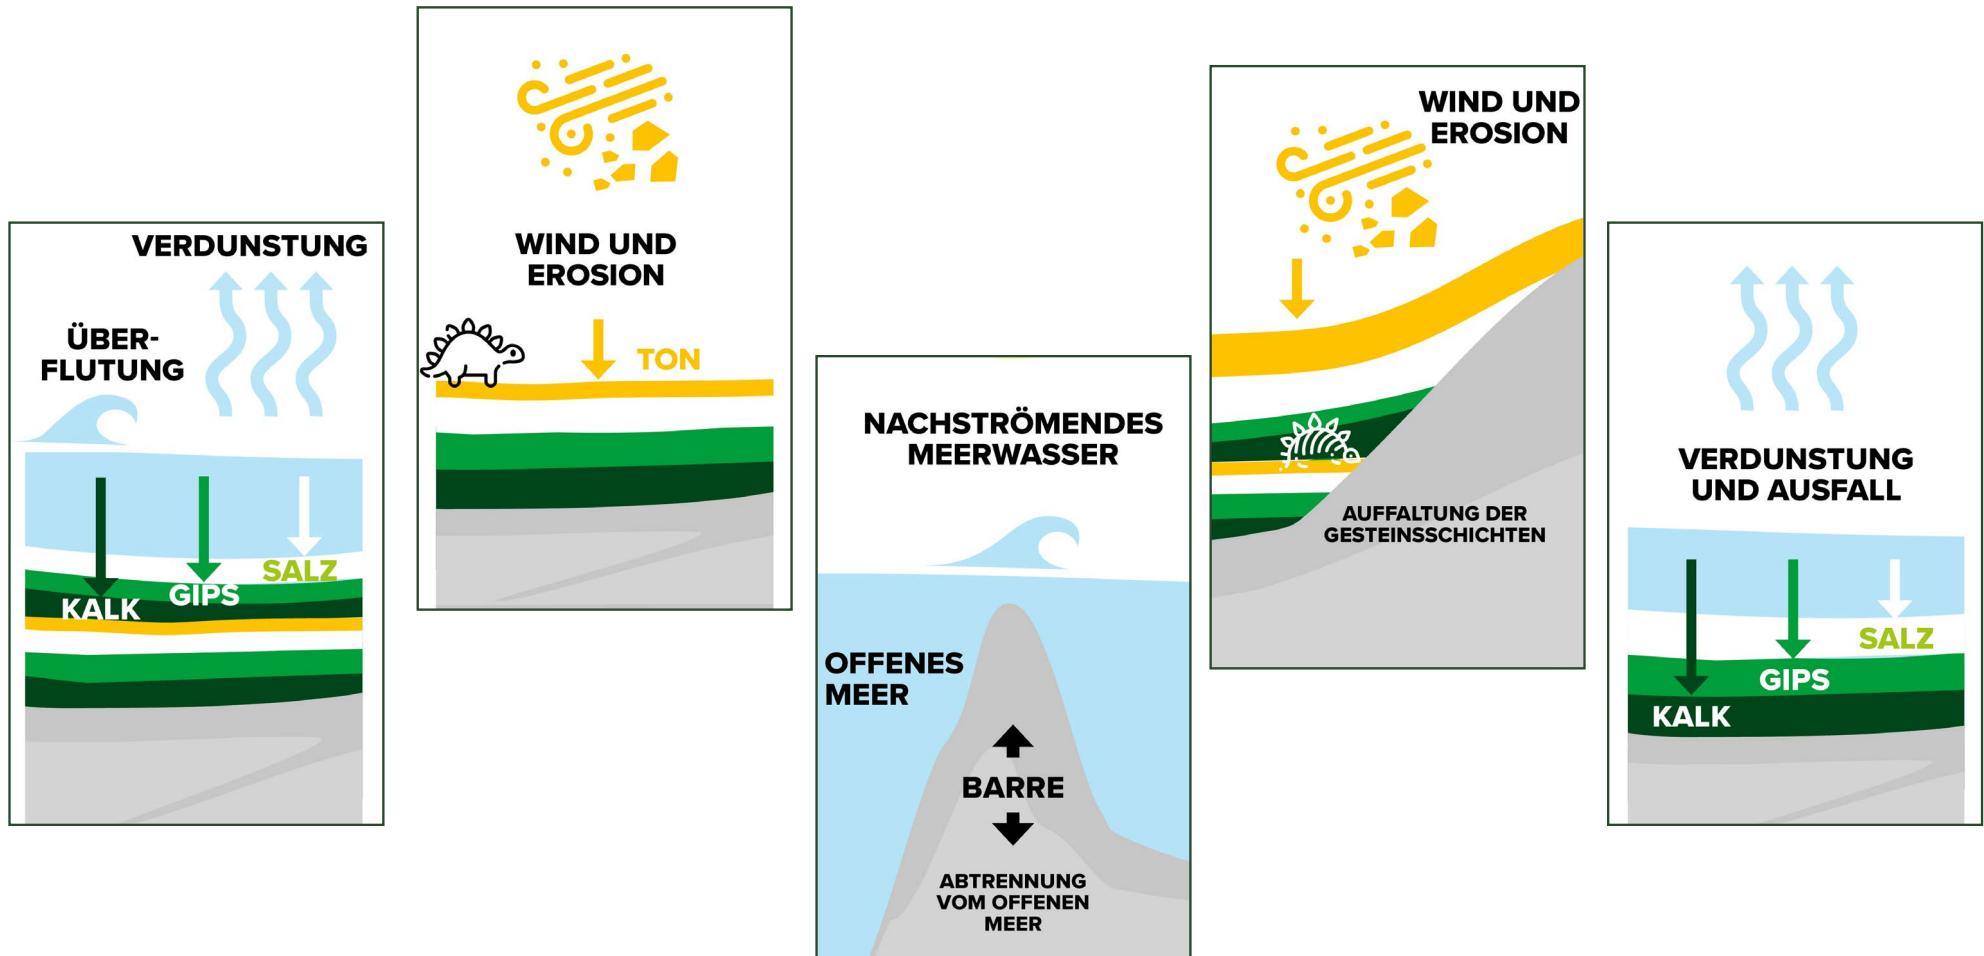 VERDUNSTUNG
ÜBER-
FLUTUNG
SALZ
GIPS
KALK
WIND UND
EROSION
TON
NACHSTRÖMENDES
MEERWASSER
OFFENES
MEER
BARRE
ABTRENNUNG
VOM OFFENEN
MEER
WIND UND
EROSION
AUFFALTUNG DER
GESTEINSSCHICHTEN
VERDUNSTUNG
UND AUSFALL
SALZ
GIPS
KALK